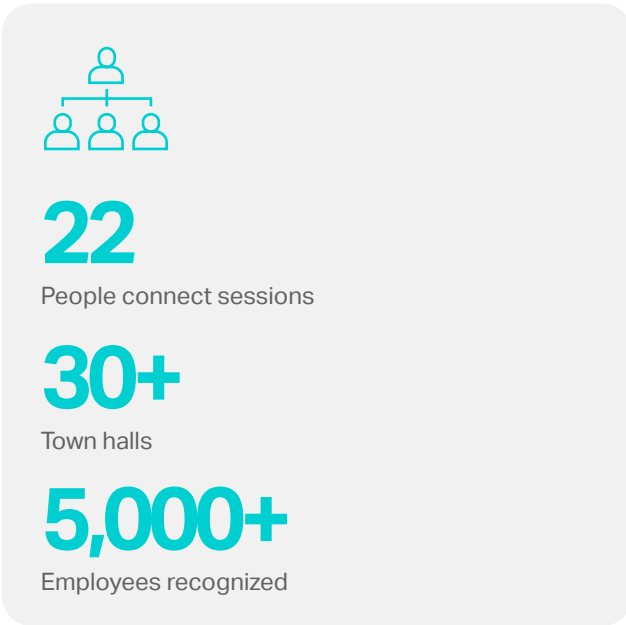 22
People connect sessions
30+
Town halls
5,000+
Employees recognized